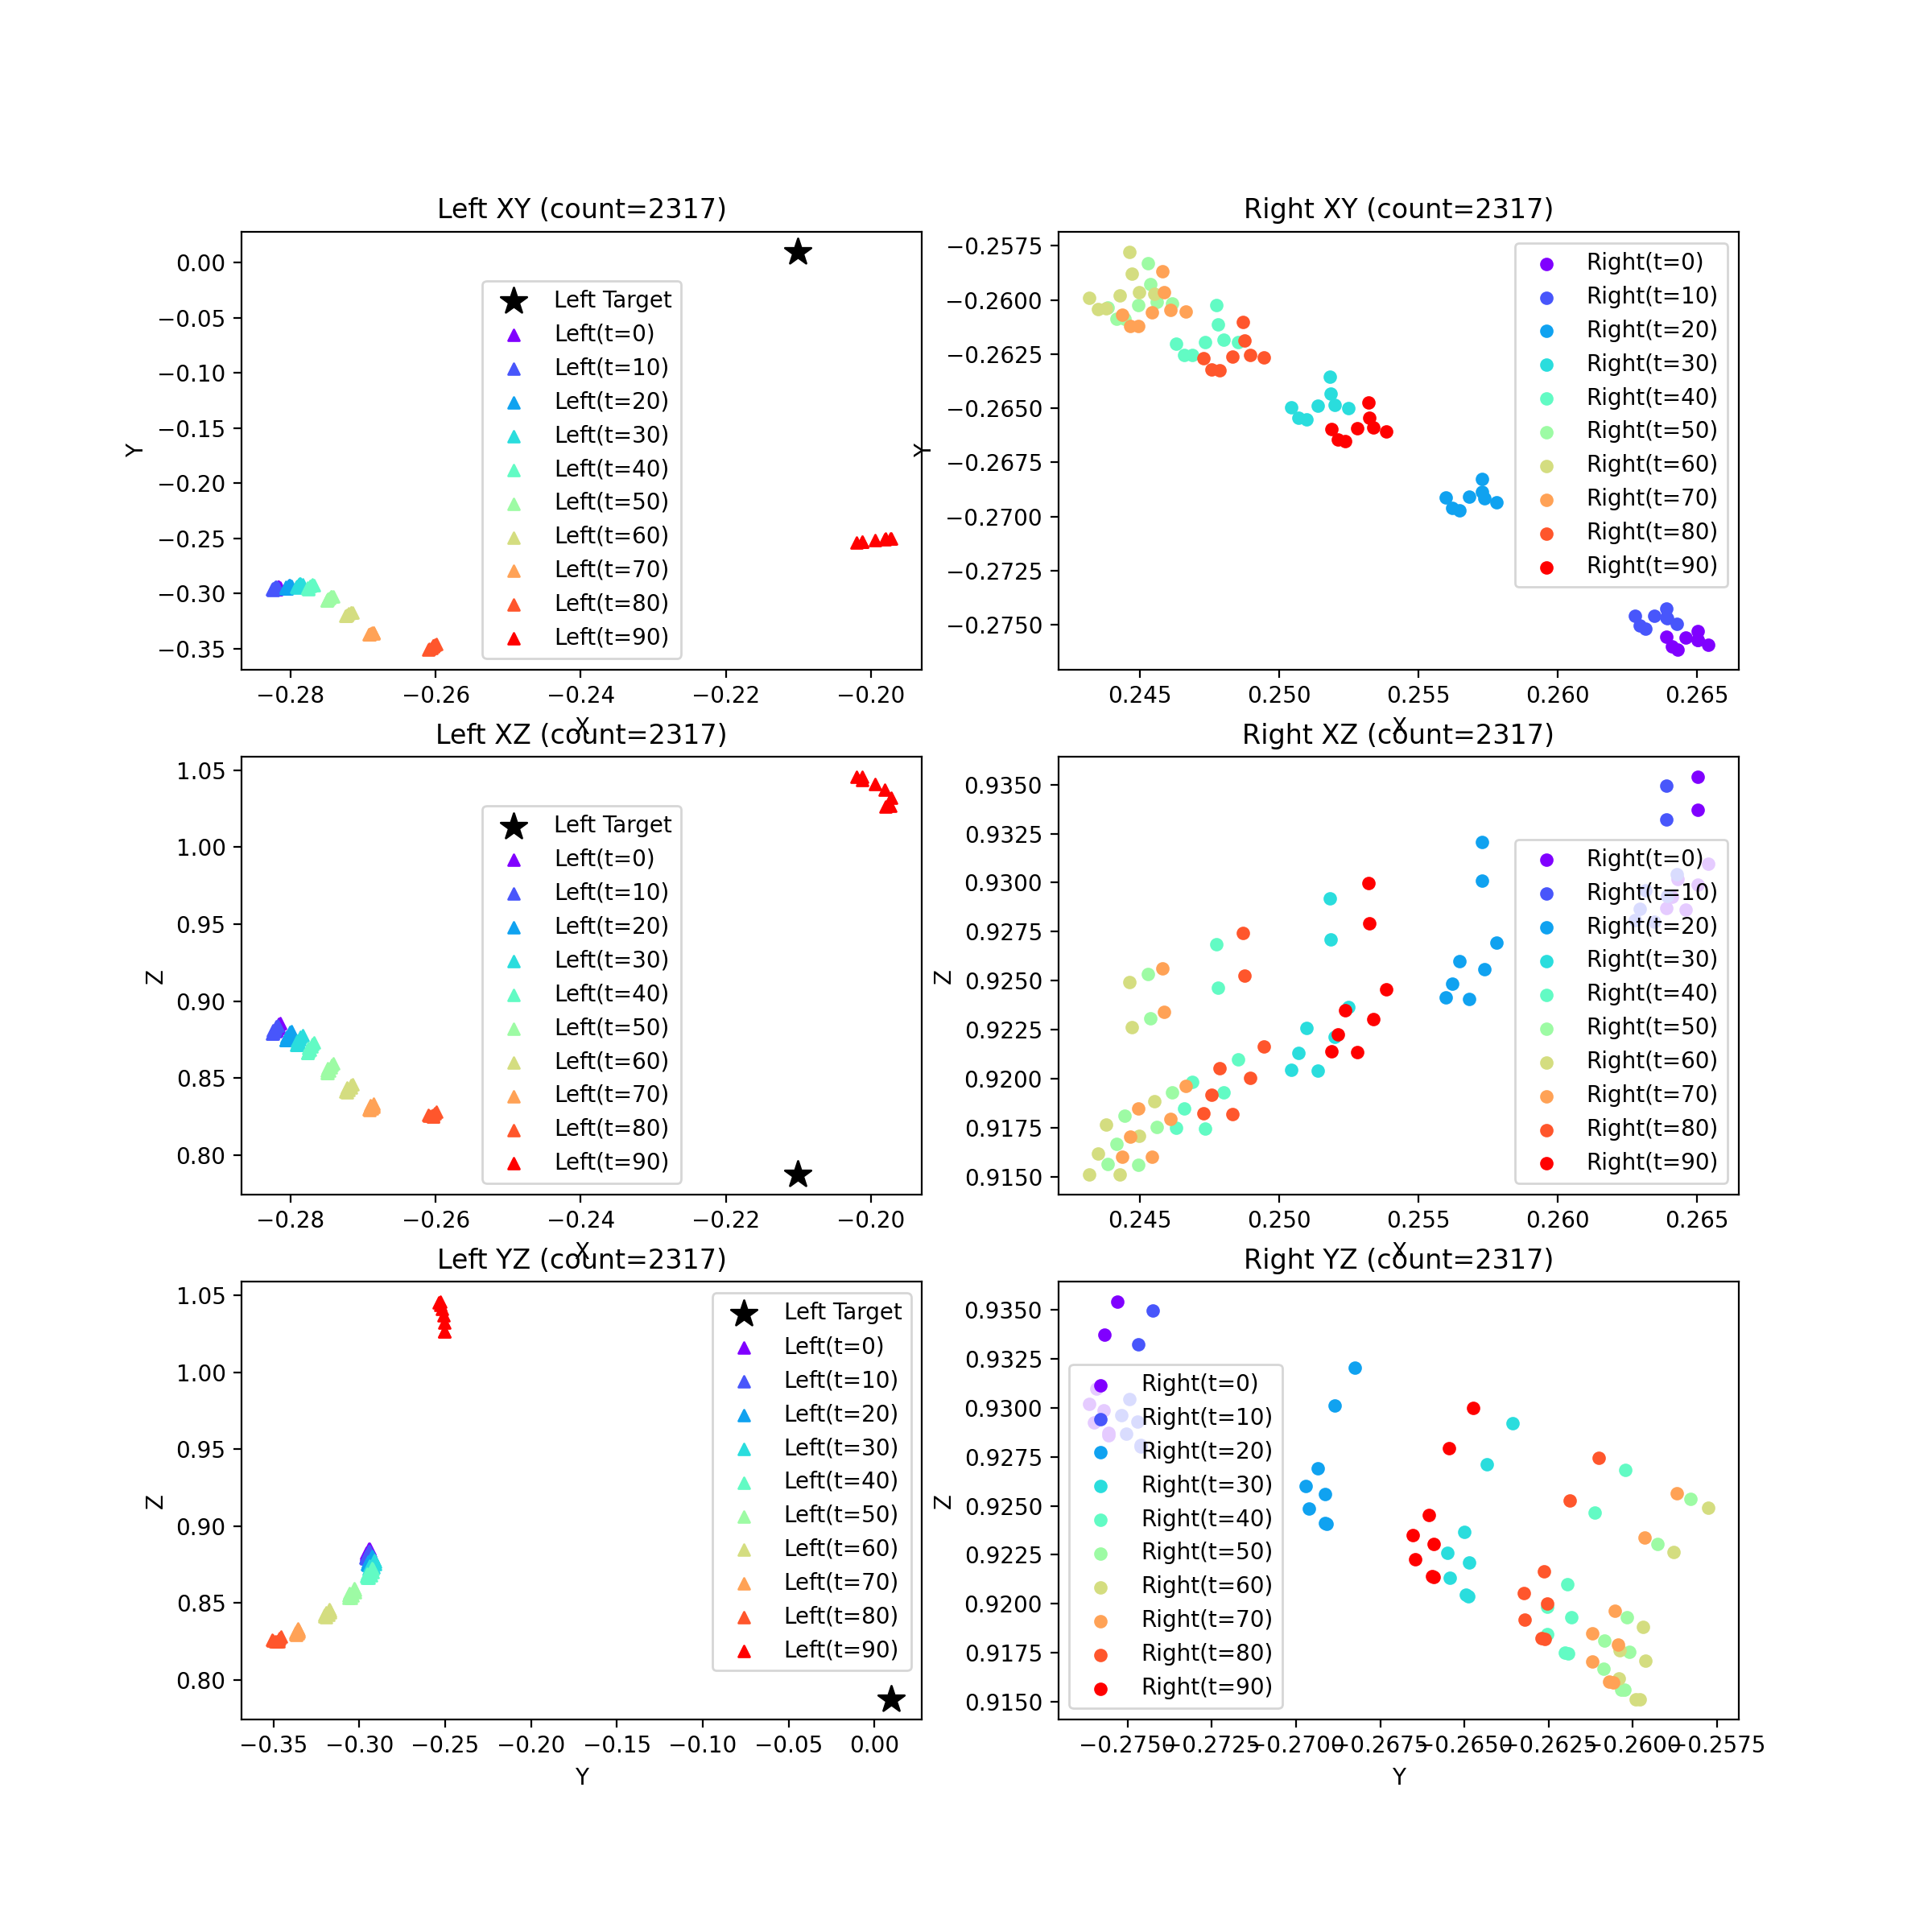 Left XY (count=2317)
0.00
−0.05
−0.10
−0.15
−0.20
−0.25
−0.30
−0.35
Y
Left Target
Left(t=0)
Left(t=10)
Left(t=20)
Left(t=30)
Left(t=40)
Left(t=50)
Left(t=60)
Left(t=70)
Left(t=80)
Left(t=90)
−0.28 −0.26 −0.24 −0.22 −0.20
X
Right XY (count=2317)
−0.2575
−0.2600
−0.2625
−0.2650
−0.2675
−0.2700
−0.2725
−0.2750
Y
Right(t=0)
Right(t=10)
Right(t=20)
Right(t=30)
Right(t=40)
Right(t=50)
Right(t=60)
Right(t=70)
Right(t=80)
Right(t=90)
0.245 0.250 0.255 0.260 0.265
X
Left XZ (count=2317)
1.05
1.00
0.95
0.90
0.85
0.80
Z
Left Target
Left(t=0)
Left(t=10)
Left(t=20)
Left(t=30)
Left(t=40)
Left(t=50)
Left(t=60)
Left(t=70)
Left(t=80)
Left(t=90)
−0.28 −0.26 −0.24 −0.22 −0.20
X
Right XZ (count=2317)
0.9350
0.9325
0.9300
0.9275
0.9250
0.9225
0.9200
0.9175
0.9150
Z
Right(t=0)
Right(t=10)
Right(t=20)
Right(t=30)
Right(t=40)
Right(t=50)
Right(t=60)
Right(t=70)
Right(t=80)
Right(t=90)
0.245 0.250 0.255 0.260 0.265
X
Left YZ (count=2317)
1.05
1.00
0.95
0.90
0.85
0.80
Z
Left Target
Left(t=0)
Left(t=10)
Left(t=20)
Left(t=30)
Left(t=40)
Left(t=50)
Left(t=60)
Left(t=70)
Left(t=80)
Left(t=90)
−0.35 −0.30 −0.25 −0.20 −0.15 −0.10 −0.05 0.00
Y
Right YZ (count=2317)
0.9350
0.9325
0.9300
0.9275
0.9250
0.9225
0.9200
0.9175
0.9150
Z
Right(t=0)
Right(t=10)
Right(t=20)
Right(t=30)
Right(t=40)
Right(t=50)
Right(t=60)
Right(t=70)
Right(t=80)
Right(t=90)
−0.2750 −0.2725 −0.2700 −0.2675 −0.2650 −0.2625 −0.2600 −0.2575
Y